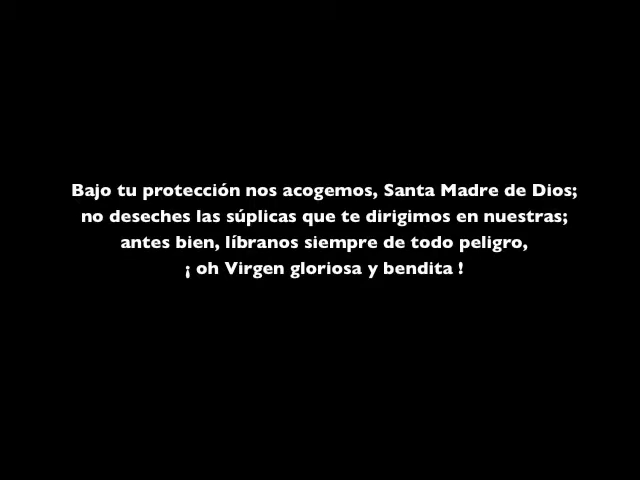 Bajo tu protección nos acogemos, Santa Madre de Dios;
no deseches las súplicas que te dirigimos en nuestras;
antes bien, líbranos siempre de todo peligro,
¡ oh Virgen gloriosa y bendita !